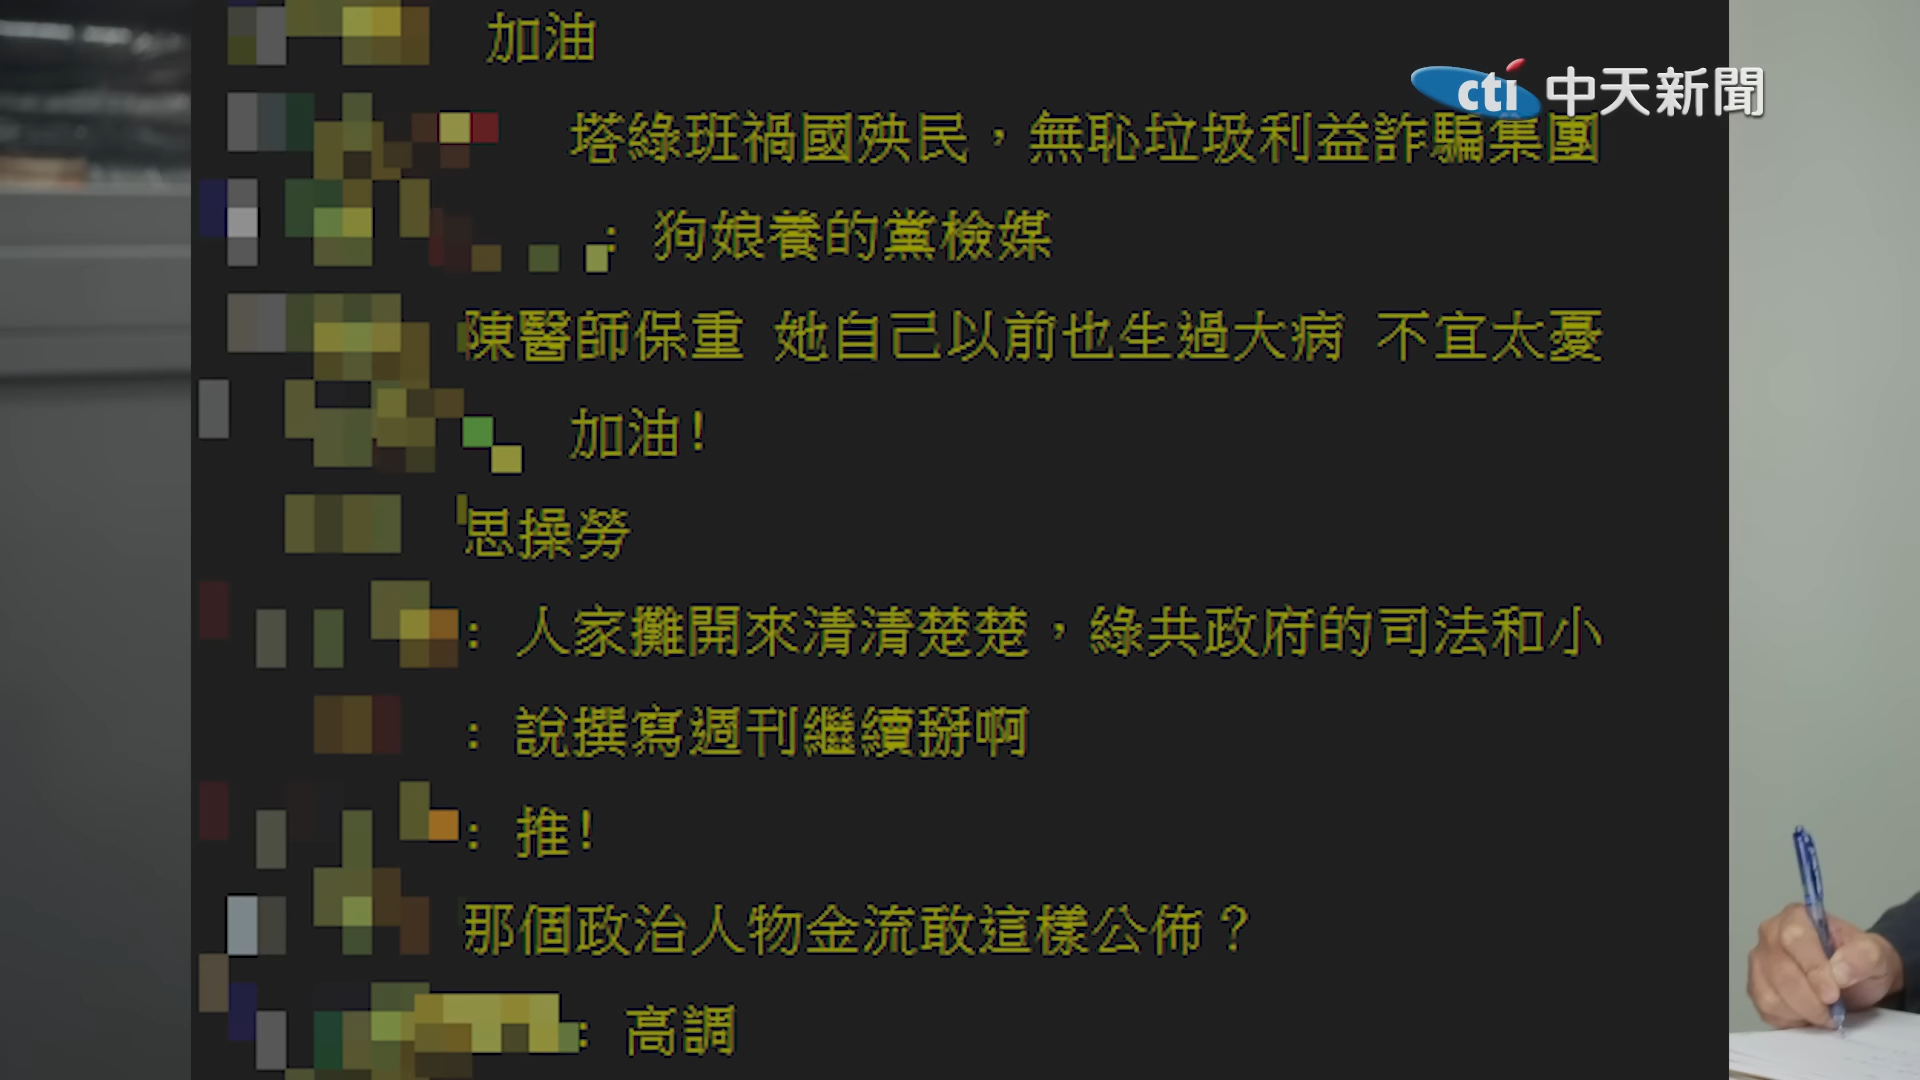 加油
cti 中天新聞
塔綠班禍國殃民，無恥垃圾利益詐騙集團
: 狗娘養的黨檢媒
陳醫師保重 她自己以前也生過大病 不宜太憂
加油!
思操勞
: 人家攤開來清清楚楚，綠共政府的司法和小
: 說撰寫週刊繼續掰啊
: 推!
那個政治人物金流敢這樣公佈？
: 高調